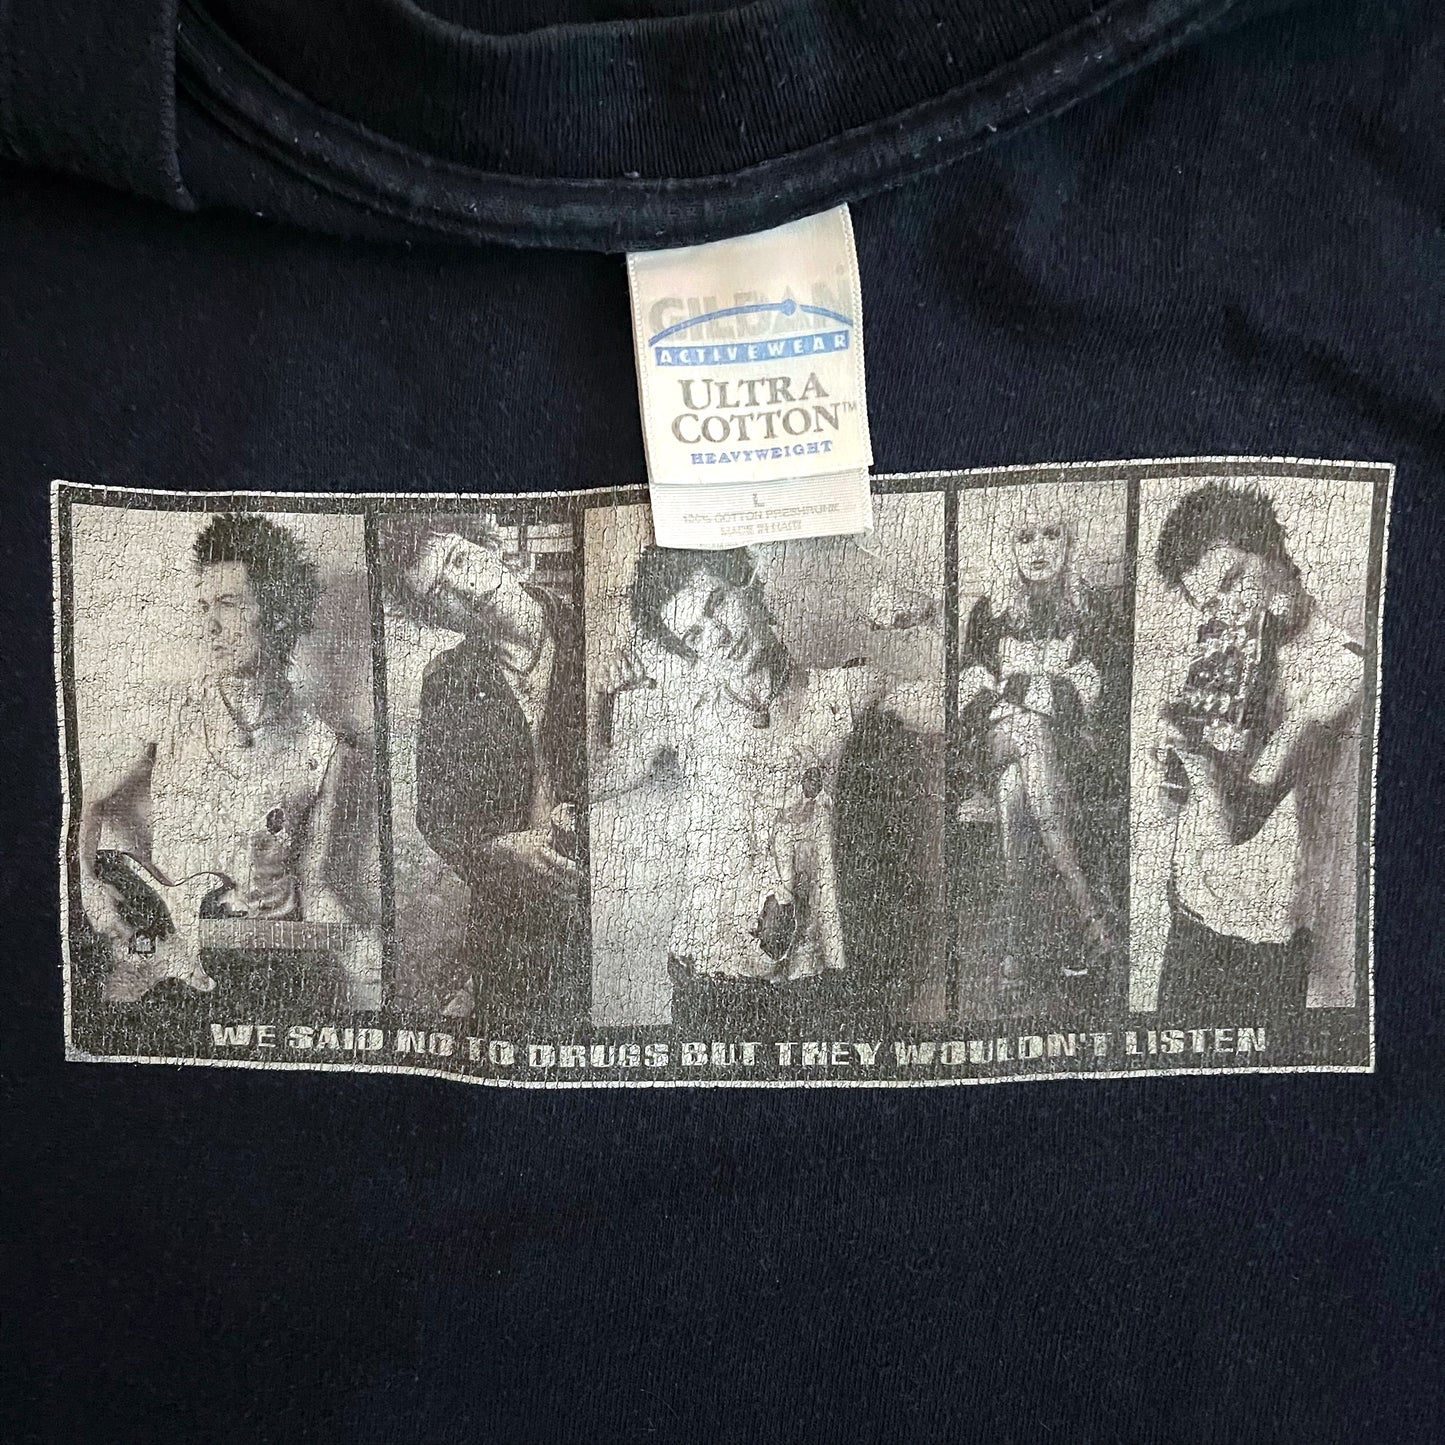 GILDAN®
ACTIVEWEAR
ULTRA
COTTON™
HEAVYWEIGHT
L
100% COTTON PRESHRUNK
MADE IN HAITI
WE SAID NO TO DRUGS BUT THEY WOULDN'T LISTEN